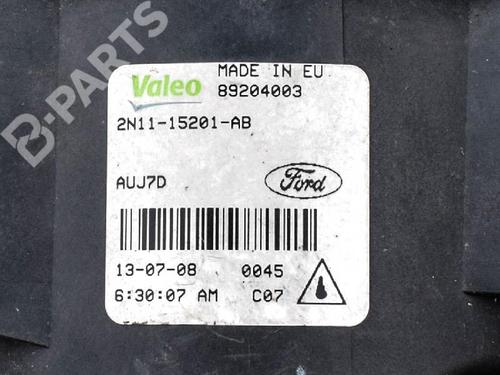 B-PARTS
Valeo
MADE IN EU
89204003
2N11-15201-AB
AUJ7D
Ford
13-07-08 0045
6:30:07 AM C07